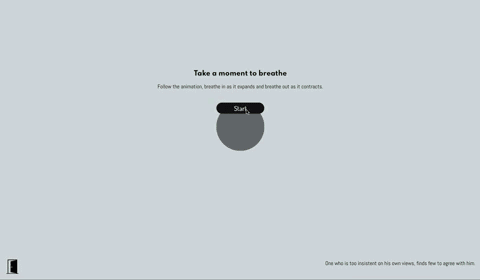 Take a moment to breathe
Follow the animation, breathe in as it expands and breathe out as it contracts.
Start
One who is too insistent on his own views, finds few to agree with him.